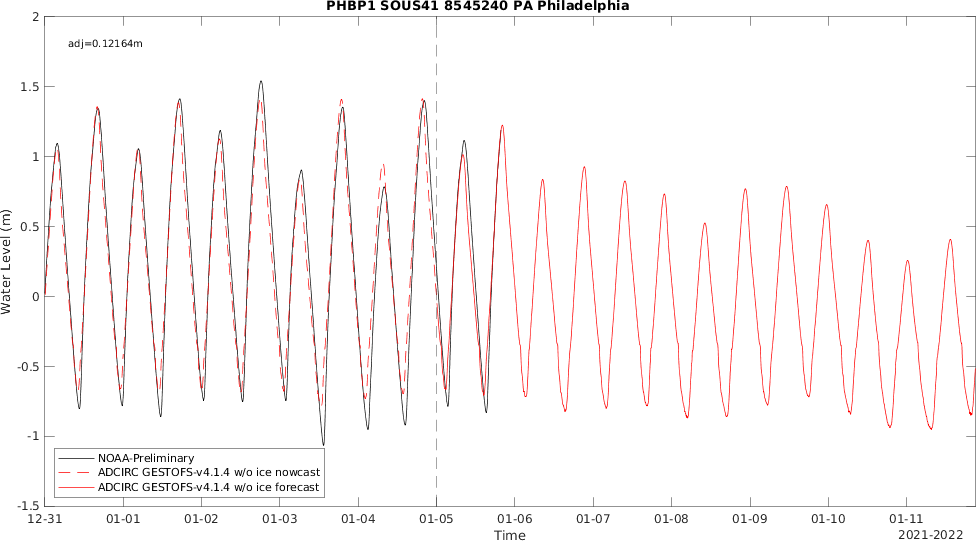 PHBP1 SOUS41 8545240 PA Philadelphia
adj=0.12164m
2
1.5
1
0.5
0
-0.5
-1
-1.5
Water Level (m)
NOAA-Preliminary
ADCIRC GESTOFS-v4.1.4 w/o ice nowcast
ADCIRC GESTOFS-v4.1.4 w/o ice forecast
12-31 01-01 01-02 01-03 01-04 01-05 01-06 01-07 01-08 01-09 01-10 01-11
Time
2021-2022